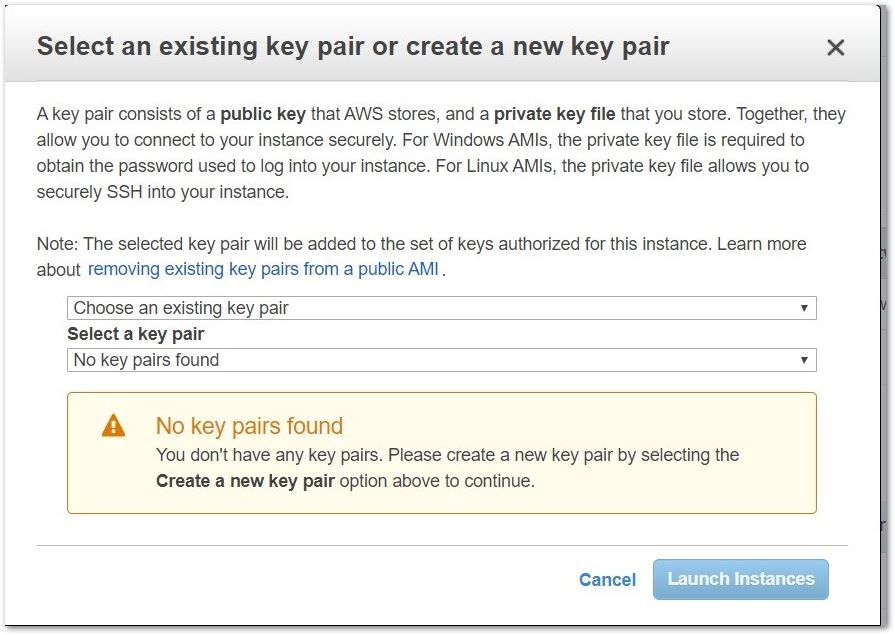 Select an existing key pair or create a new key pair
A key pair consists of a public key that AWS stores, and a private key file that you store. Together, they
allow you to connect to your instance securely. For Windows AMIs, the private key file is required to
obtain the password used to log into your instance. For Linux AMIs, the private key file allows you to
securely SSH into your instance.
Note: The selected key pair will be added to the set of keys authorized for this instance. Learn more
about removing existing key pairs from a public AMI .
Choose an existing key pair
Select a key pair
No key pairs found
No key pairs found
You don't have any key pairs. Please create a new key pair by selecting the
Create a new key pair option above to continue.
Cancel
Launch Instances